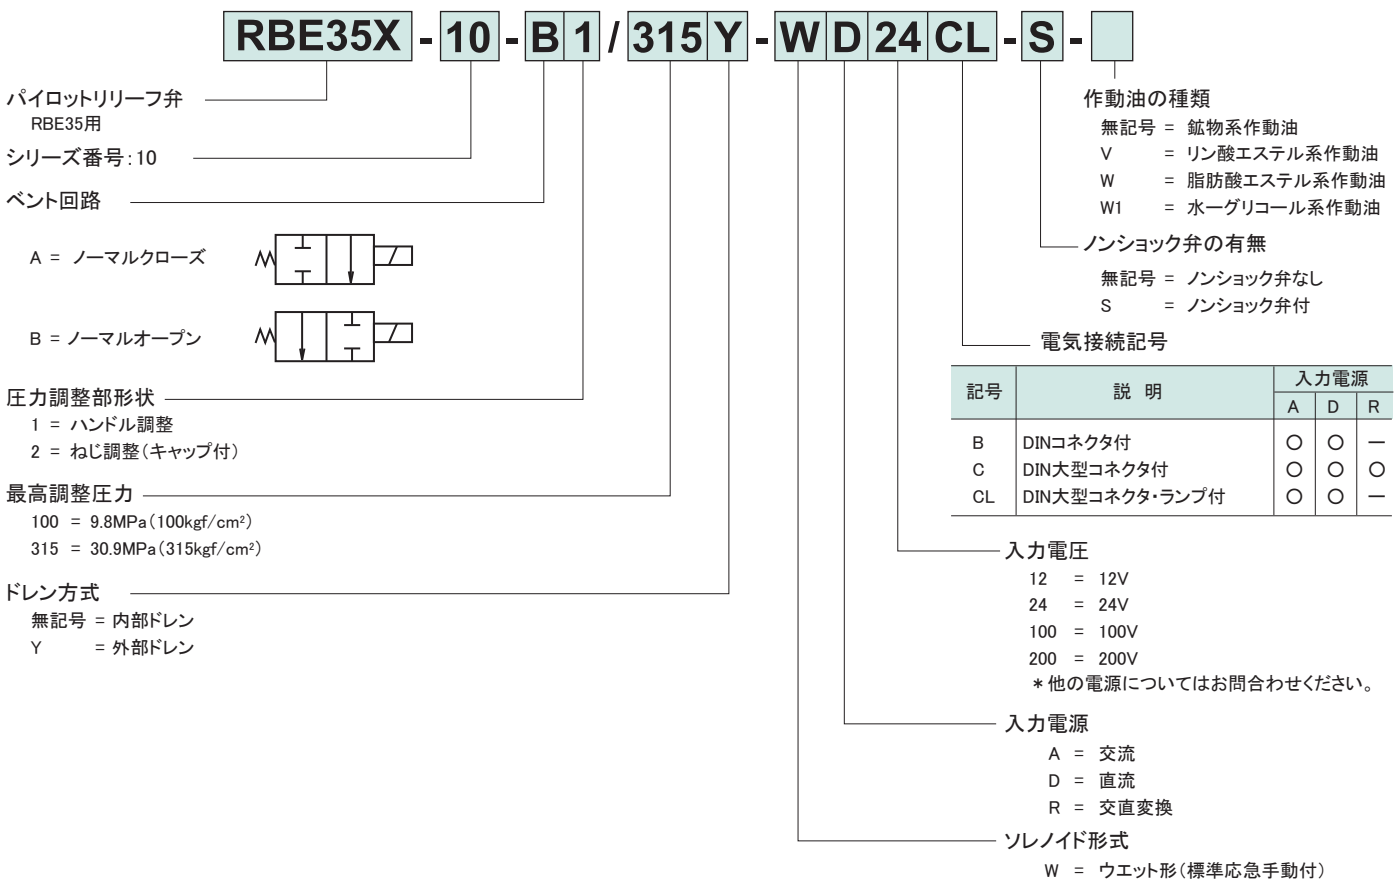 RBE35X - 10 - B 1 / 315 Y - W D 24 CL - S -
パイロットリリーフ弁
RBE35用
シリーズ番号:10
ベント回路
A = ノーマルクローズ
B = ノーマルオープン
圧力調整部形状
1 = ハンドル調整
2 = ねじ調整(キャップ付)
最高調整圧力
100 = 9.8MPa(100kgf/cm²)
315 = 30.9MPa(315kgf/cm²)
ドレン方式
無記号 = 内部ドレン
Y = 外部ドレン
作動油の種類
無記号 = 鉱物系作動油
V = リン酸エステル系作動油
W = 脂肪酸エステル系作動油
W1 = 水ーグリコール系作動油
ノンショック弁の有無
無記号 = ノンショック弁なし
S = ノンショック弁付
電気接続記号
記号 説 明 入力電源
A D R
B DINコネクタ付 ○ ○ ー
C DIN大型コネクタ付 ○ ○ ○
CL DIN大型コネクタ・ランプ付 ○ ○ ー
入力電圧
12 = 12V
24 = 24V
100 = 100V
200 = 200V
*他の電源についてはお問合わせください。
入力電源
A = 交流
D = 直流
R = 交直変換
ソレノイド形式
W = ウエット形(標準応急手動付)